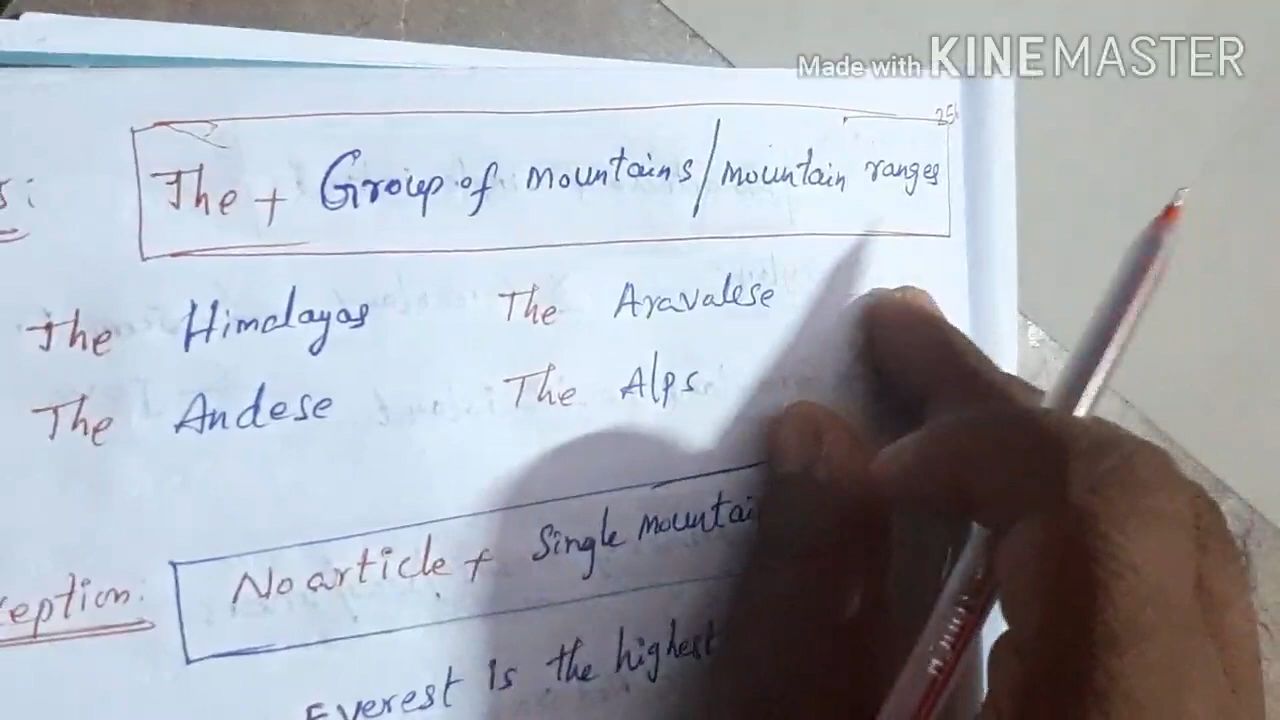 Made with KINEMASTER
The + Group of mountains/mountain ranges
The Himalayas The Aravalese
The Andese The Alps
No article + Single mountai
eption:
Everest is the highest